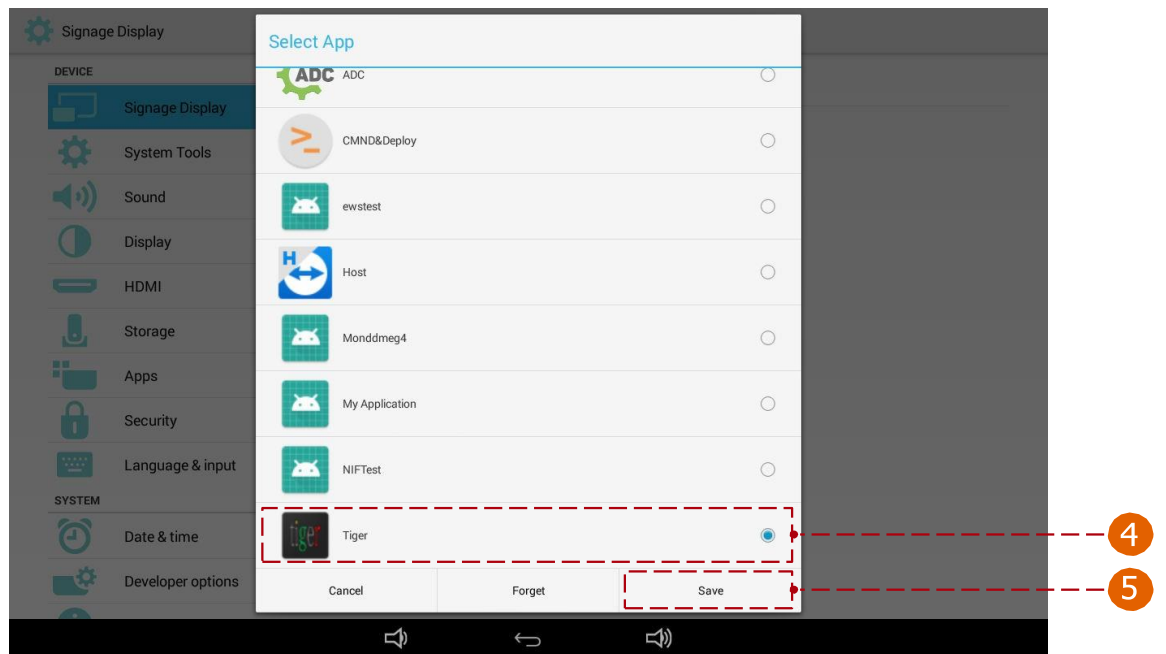 Signage Display
DEVICE
Signage Display
System Tools
Sound
Display
HDMI
Storage
Apps
Security
Language & input
SYSTEM
Date & time
Developer options
Select App
ADC ADC
CMND&Deploy
ewstest
H
Host
Monddmeg4
My Application
NIFTest
tiger Tiger
Cancel Forget Save
4
5